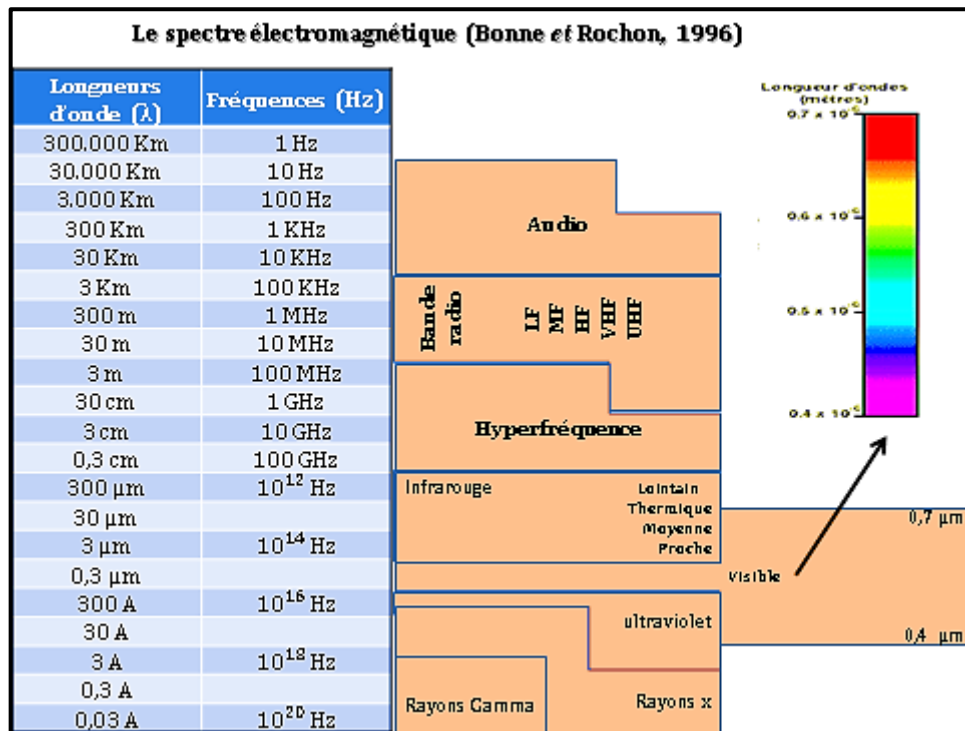 Le spectre électromagnétique (Bonne et Rochon, 1996)
Longueurs d'onde (λ) Fréquences (Hz)
300.000 Km 1 Hz
30.000 Km 10 Hz
3.000 Km 100 Hz
300 Km 1 KHz
30 Km 10 KHz
3 Km 100 KHz
300 m 1 MHz
30 m 10 MHz
3 m 100 MHz
30 cm 1 GHz
3 cm 10 GHz
0,3 cm 100 GHz
300 µm 10¹² Hz
30 µm
3 µm 10¹⁴ Hz
0,3 µm
300 A 10¹⁶ Hz
30 A
3 A 10¹⁸ Hz
0,3 A
0,03 A 10²⁰ Hz
Audio
Bande radio
LF
MF
HF
VHF
UHF
Hyperfréquence
Infrarouge
Lointain
Thermique
Moyenne
Proche
Visible
ultraviolet
Rayons x
Rayons Gamma
Longueur d'ondes
(mètres)
0.7 x 10
0.6 x 10
0.5 x 10
0.4 x 10
0,7 µm
0,4 µm